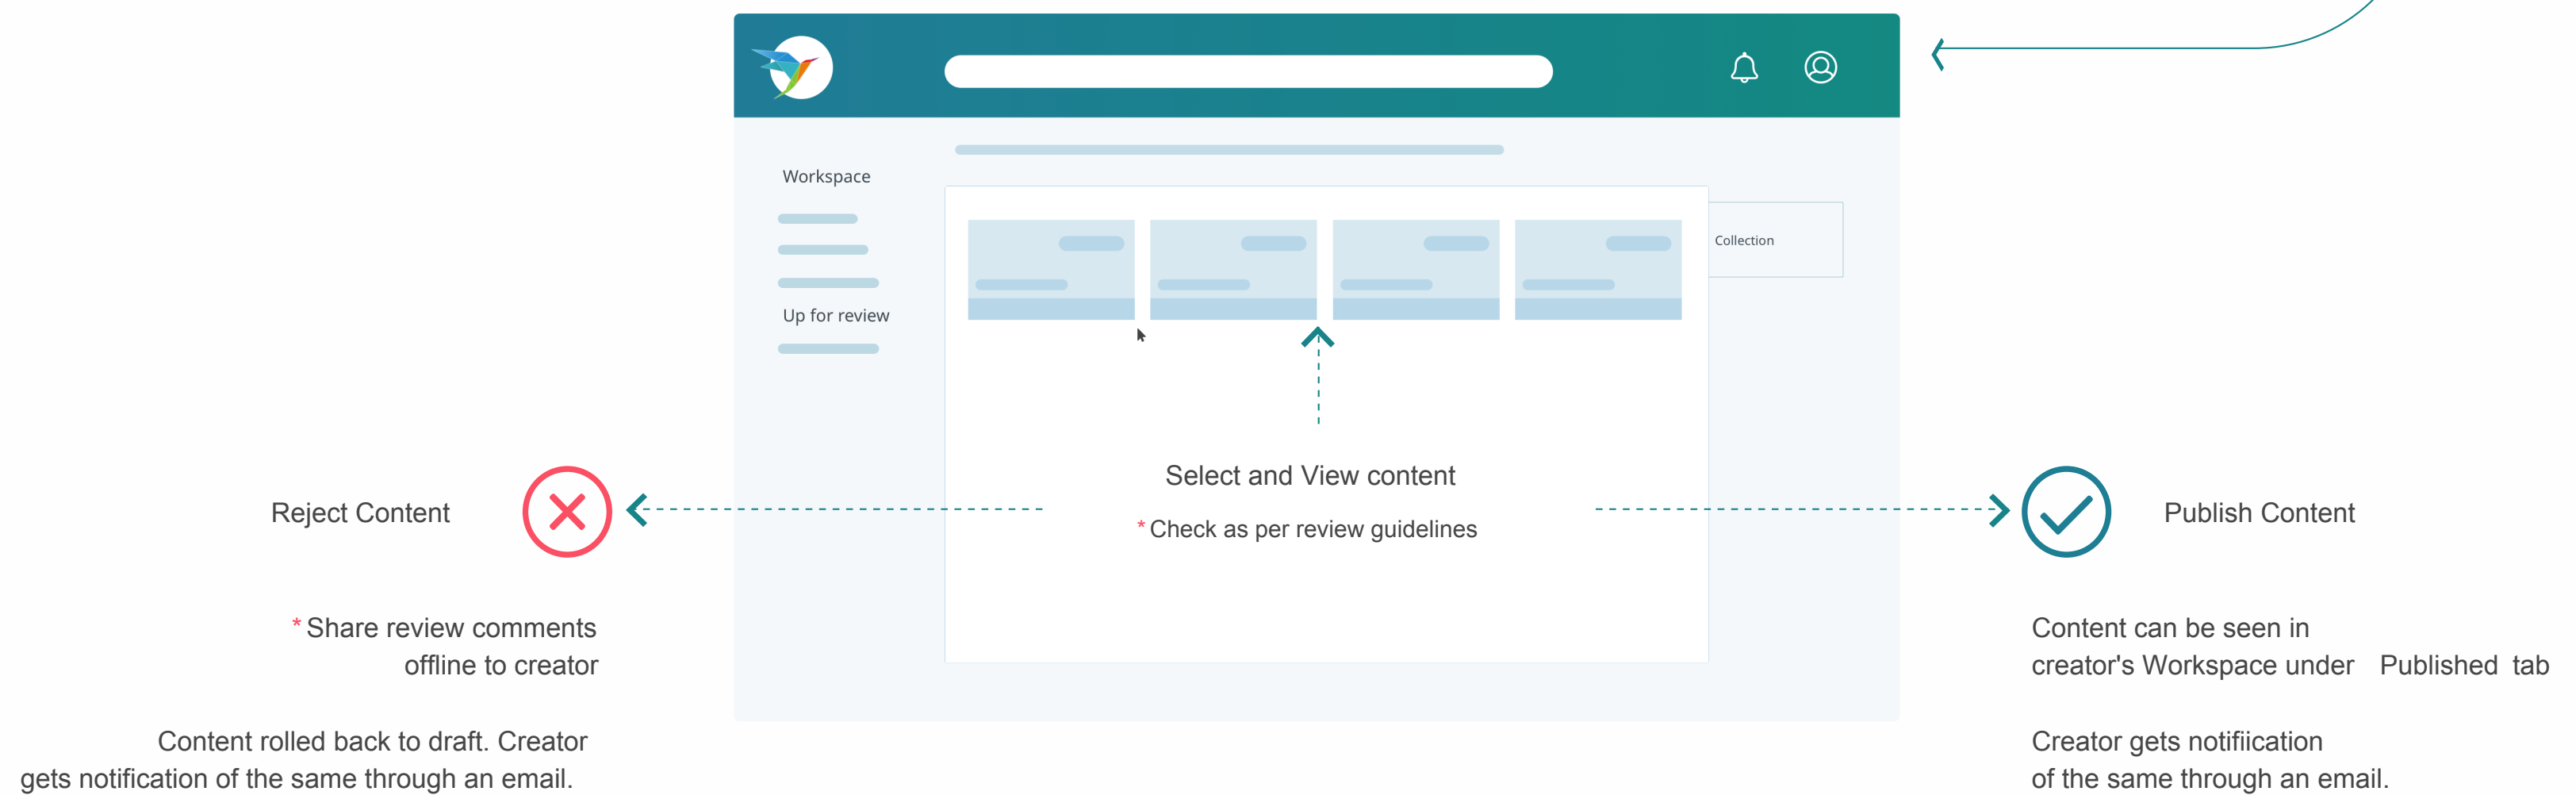 Workspace
Up for review
Collection
Select and View content
* Check as per review guidelines
Reject Content
* Share review comments
offline to creator
Content rolled back to draft. Creator
gets notification of the same through an email.
Publish Content
Content can be seen in
creator's Workspace under Published tab
Creator gets notifiication
of the same through an email.